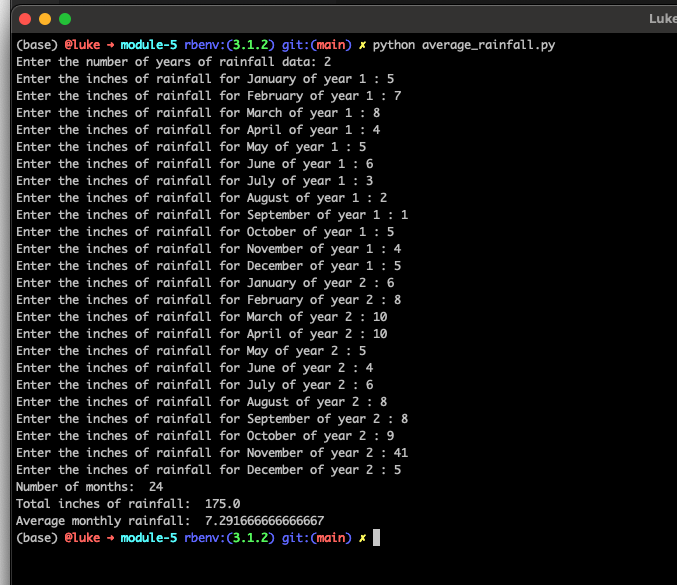 Luke
(base) @luke → module-5 rbenv:(3.1.2) git:(main) ✗ python average_rainfall.py
Enter the number of years of rainfall data: 2
Enter the inches of rainfall for January of year 1 : 5
Enter the inches of rainfall for February of year 1 : 7
Enter the inches of rainfall for March of year 1 : 8
Enter the inches of rainfall for April of year 1 : 4
Enter the inches of rainfall for May of year 1 : 5
Enter the inches of rainfall for June of year 1 : 6
Enter the inches of rainfall for July of year 1 : 3
Enter the inches of rainfall for August of year 1 : 2
Enter the inches of rainfall for September of year 1 : 1
Enter the inches of rainfall for October of year 1 : 5
Enter the inches of rainfall for November of year 1 : 4
Enter the inches of rainfall for December of year 1 : 5
Enter the inches of rainfall for January of year 2 : 6
Enter the inches of rainfall for February of year 2 : 8
Enter the inches of rainfall for March of year 2 : 10
Enter the inches of rainfall for April of year 2 : 10
Enter the inches of rainfall for May of year 2 : 5
Enter the inches of rainfall for June of year 2 : 4
Enter the inches of rainfall for July of year 2 : 6
Enter the inches of rainfall for August of year 2 : 8
Enter the inches of rainfall for September of year 2 : 8
Enter the inches of rainfall for October of year 2 : 9
Enter the inches of rainfall for November of year 2 : 41
Enter the inches of rainfall for December of year 2 : 5
Number of months:  24
Total inches of rainfall:  175.0
Average monthly rainfall:  7.291666666666667
(base) @luke → module-5 rbenv:(3.1.2) git:(main) ✗